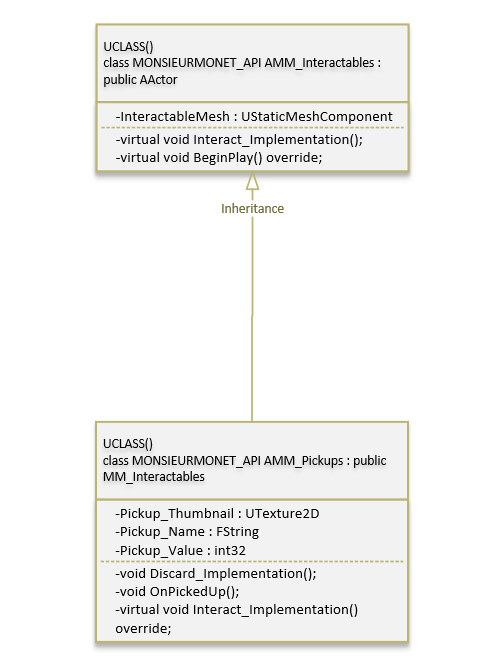 UCLASS()
class MONSIEURMONET_API AMM_Interactables :
public AActor
-InteractableMesh : UStaticMeshComponent
-virtual void Interact_Implementation();
-virtual void BeginPlay() override;
Inheritance
UCLASS()
class MONSIEURMONET_API AMM_Pickups : public
MM_Interactables
-Pickup_Thumbnail : UTexture2D
-Pickup_Name : FString
-Pickup_Value : int32
-void Discard_Implementation();
-void OnPickedUp();
-virtual void Interact_Implementation()
override;